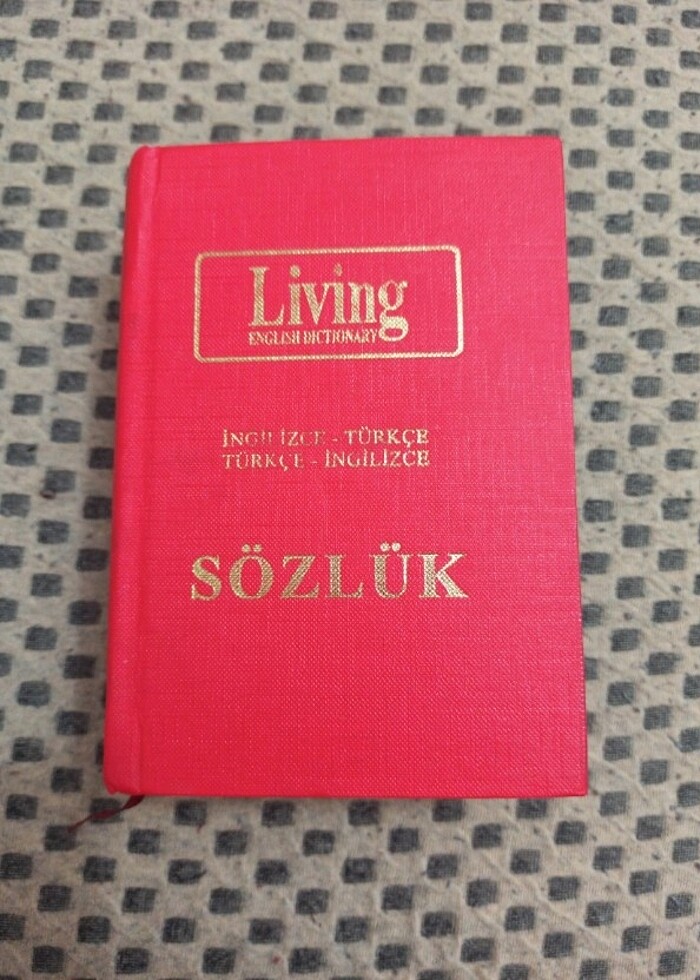 Living
ENGLISH DICTIONARY
İNGİLİZCE - TÜRKÇE
TÜRKÇE - İNGİLİZCE
SÖZLÜK